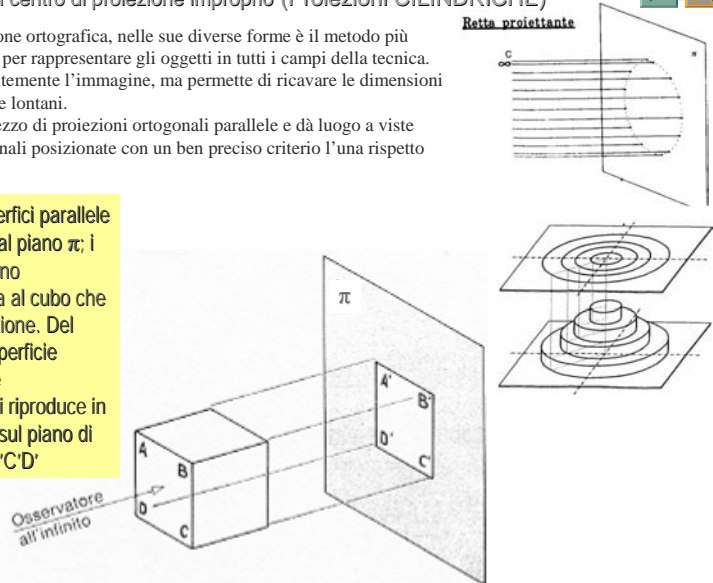 centro di proiezione improprio (Proiezioni CILINDRICHE)
one ortografica, nelle sue diverse forme è il metodo più
per rappresentare gli oggetti in tutti i campi della tecnica.
temente l'immagine, ma permette di ricavare le dimensioni
e lontani.
ezzo di proiezioni ortogonali parallele e dà luogo a viste
nali posizionate con un ben preciso criterio l'una rispetto
Retta proiettante
C
∞
π
rfici parallele
al piano π; i
no
a al cubo che
zione. Del
perficie
e
i riproduce in
sul piano di
'C'D'
π
A'
B'
D'
C'
A
B
D
C
Osservatore
all'infinito